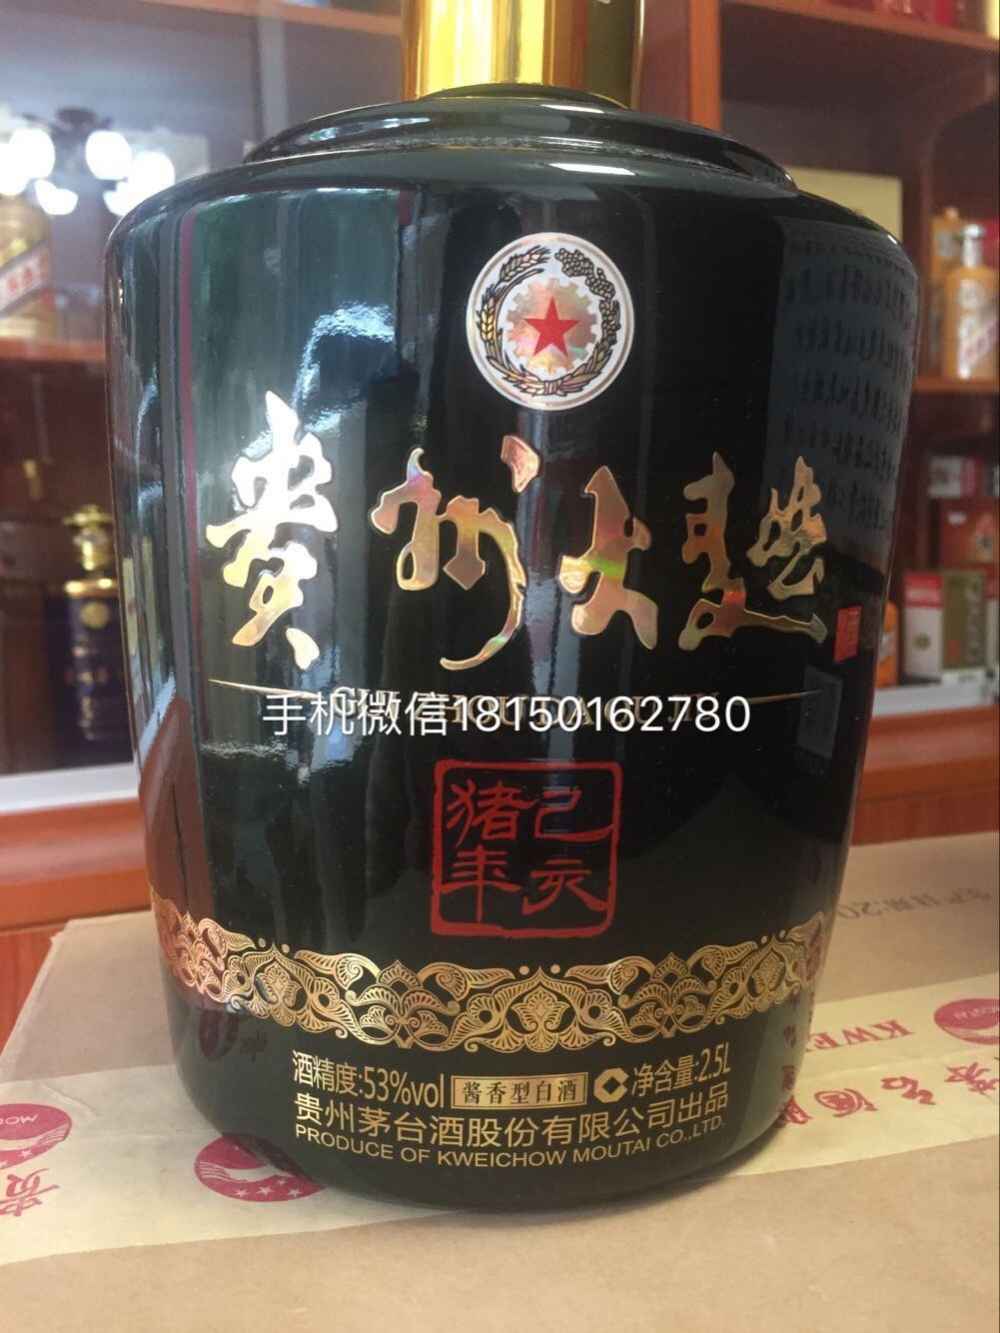 贵州大曲
手机微信18150162780
己亥
猪年
酒精度:53%vol 酱香型白酒 净含量:2.5L
贵州茅台酒股份有限公司出品
PRODUCE OF KWEICHOW MOUTAI CO.,LTD.